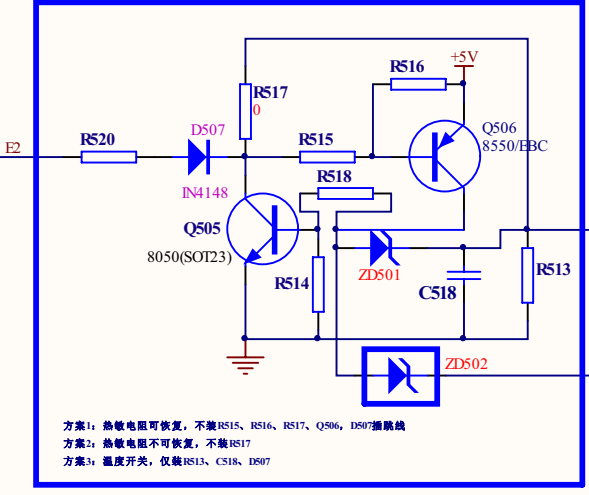 +5V
R516
R517
0
D507
Q506
8550/EBC
E2
R520
R515
R518
IN4148
Q505
8050(SOT23)
ZD501
R514
C518
R513
ZD502
方案1：热敏电阻可恢复，不装R515、R516、R517、Q506，D507插跳线
方案2：热敏电阻不可恢复，不装R517
方案3：温度开关，仅装R513、C518、D507